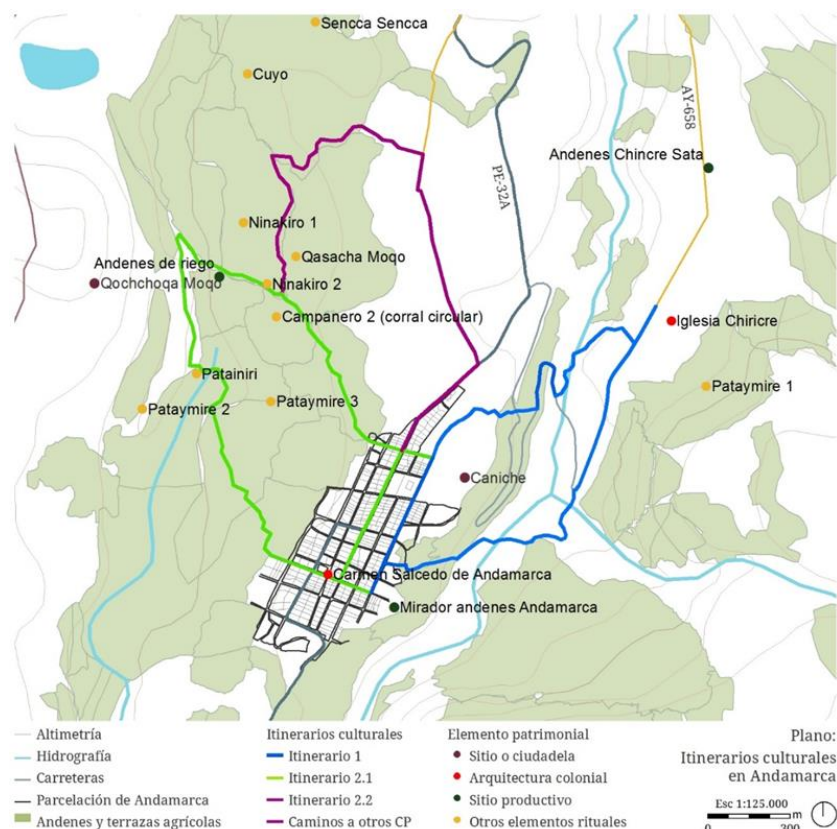 Sencca Sencca
Cuyo
AY-658
Andenes Chincre Sata
PE-32A
Ninakiro 1
Qasacha Moqo
Andenes de riego
Qochchoqa Moqo
Ninakiro 2
Campanero 2 (corral circular)
Iglesia Chiricre
Patainiri
Pataymire 1
Pataymire 2
Pataymire 3
Caniche
Carmen Salcedo de Andamarca
Mirador andenes Andamarca
Altimetría
Hidrografía
Carreteras
Parcelación de Andamarca
Andenes y terrazas agrícolas
Itinerarios culturales
Itinerario 1
Itinerario 2.1
Itinerario 2.2
Caminos a otros CP
Elemento patrimonial
Sitio o ciudadela
Arquitectura colonial
Sitio productivo
Otros elementos rituales
Plano:
Itinerarios culturales
en Andamarca
Esc 1:125.000
m
0 300